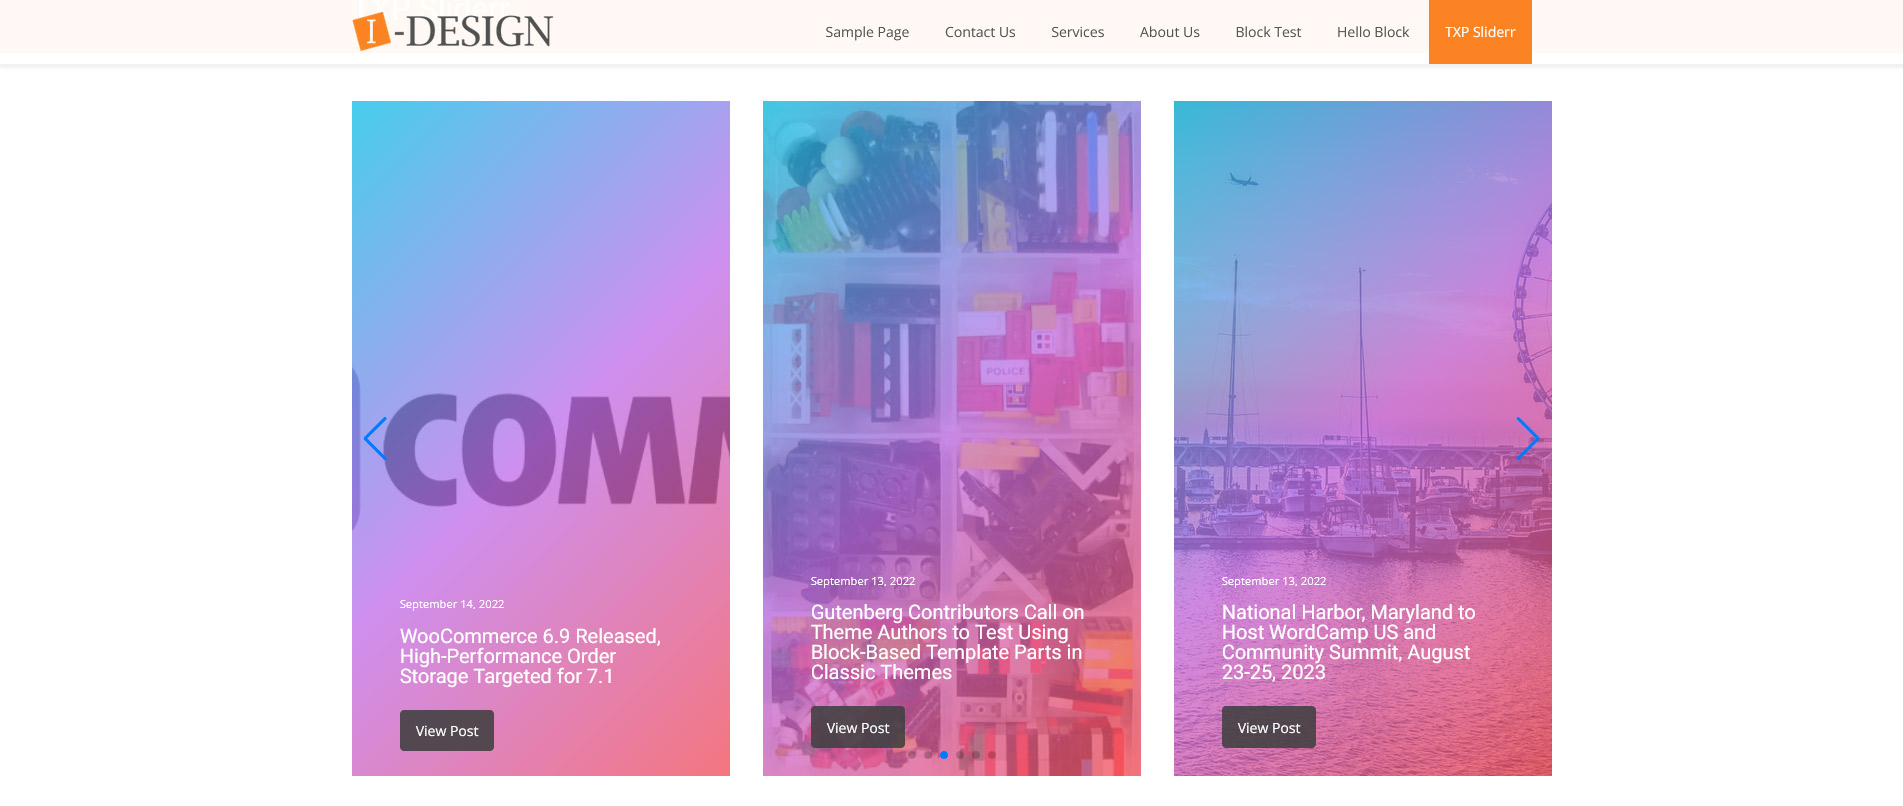 TXP Sliderr
I-DESIGN
Sample Page
Contact Us
Services
About Us
Block Test
Hello Block
TXP Sliderr
COMM
POLICE
September 14, 2022
WooCommerce 6.9 Released,
High-Performance Order
Storage Targeted for 7.1
View Post
September 13, 2022
Gutenberg Contributors Call on
Theme Authors to Test Using
Block-Based Template Parts in
Classic Themes
View Post
September 13, 2022
National Harbor, Maryland to
Host WordCamp US and
Community Summit, August
23-25, 2023
View Post